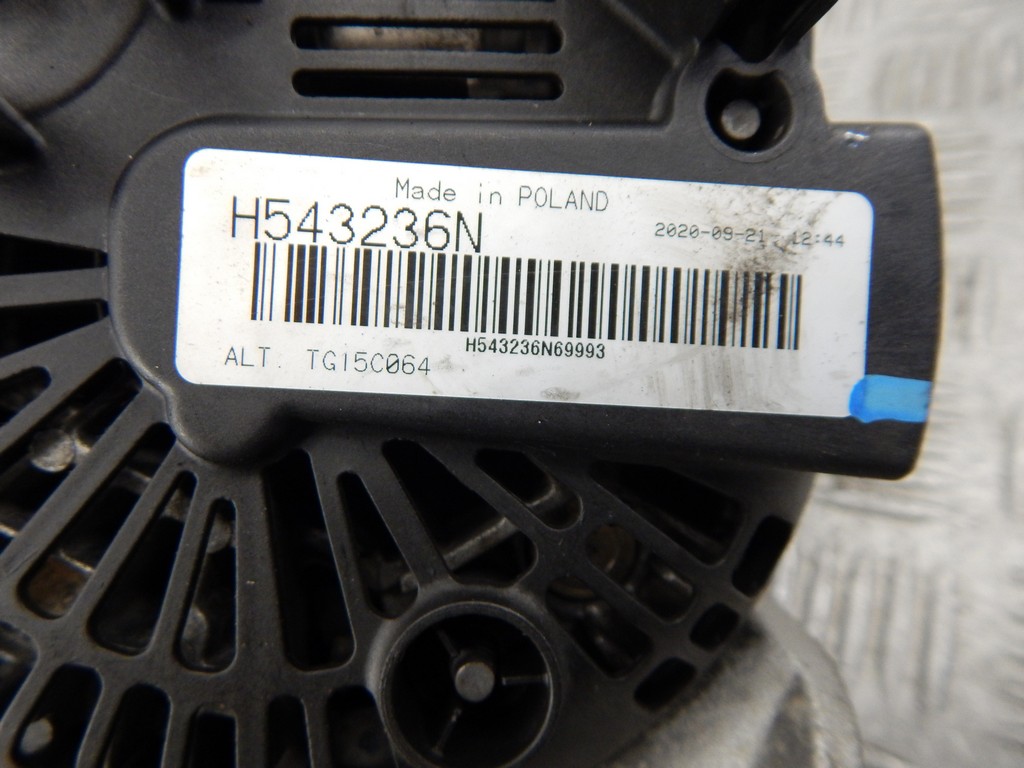 Made in POLAND
H543236N
2020-09-21 12:44
H543236N69993
ALT. TG15C064